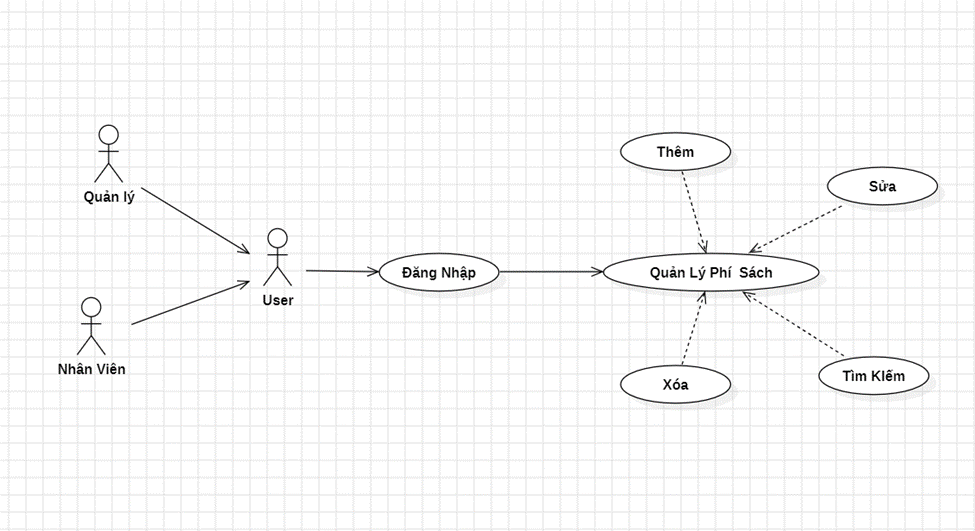 Quản lý
Nhân Viên
User
Đăng Nhập
Quản Lý Phí Sách
Thêm
Sửa
Xóa
Tìm KIếm